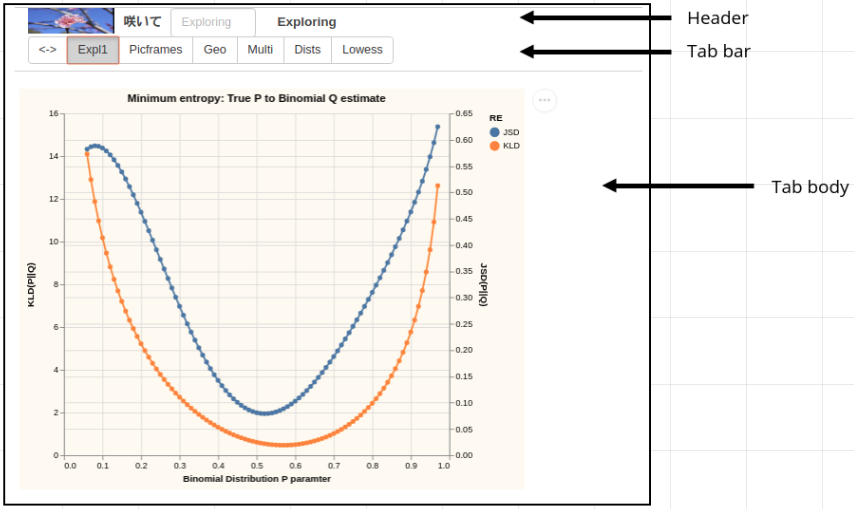 咲いて Exploring Exploring
Header
<-> Expl1 Picframes Geo Multi Dists Lowess
Tab bar
Minimum entropy: True P to Binomial Q estimate
RE
JSD
KLD
16
14
12
10
8
6
4
2
0
KLD(P||Q)
0.65
0.60
0.55
0.50
0.45
0.40
0.35
0.30
0.25
0.20
0.15
0.10
0.05
0.00
JSD(P||Q)
0.0 0.1 0.2 0.3 0.4 0.5 0.6 0.7 0.8 0.9 1.0
Binomial Distribution P paramter
Tab body